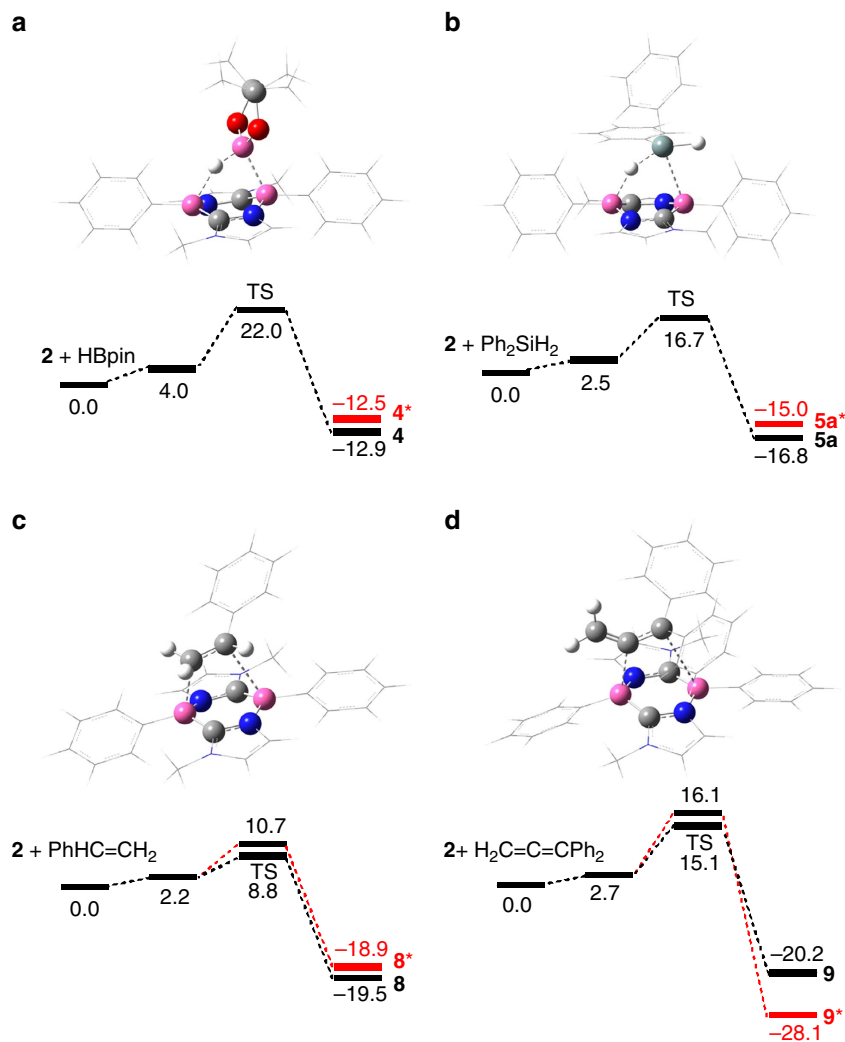 a
TS
22.0
2 + HBpin
0.0
4.0
–12.5
4*
4
–12.9
b
TS
16.7
2 + Ph2SiH2
0.0
2.5
–15.0
5a*
5a
–16.8
c
10.7
TS
8.8
2 + PhHC=CH2
0.0
2.2
–18.9
8*
8
–19.5
d
16.1
TS
15.1
2+ H2C=C=CPh2
0.0
2.7
–20.2
9
9*
–28.1